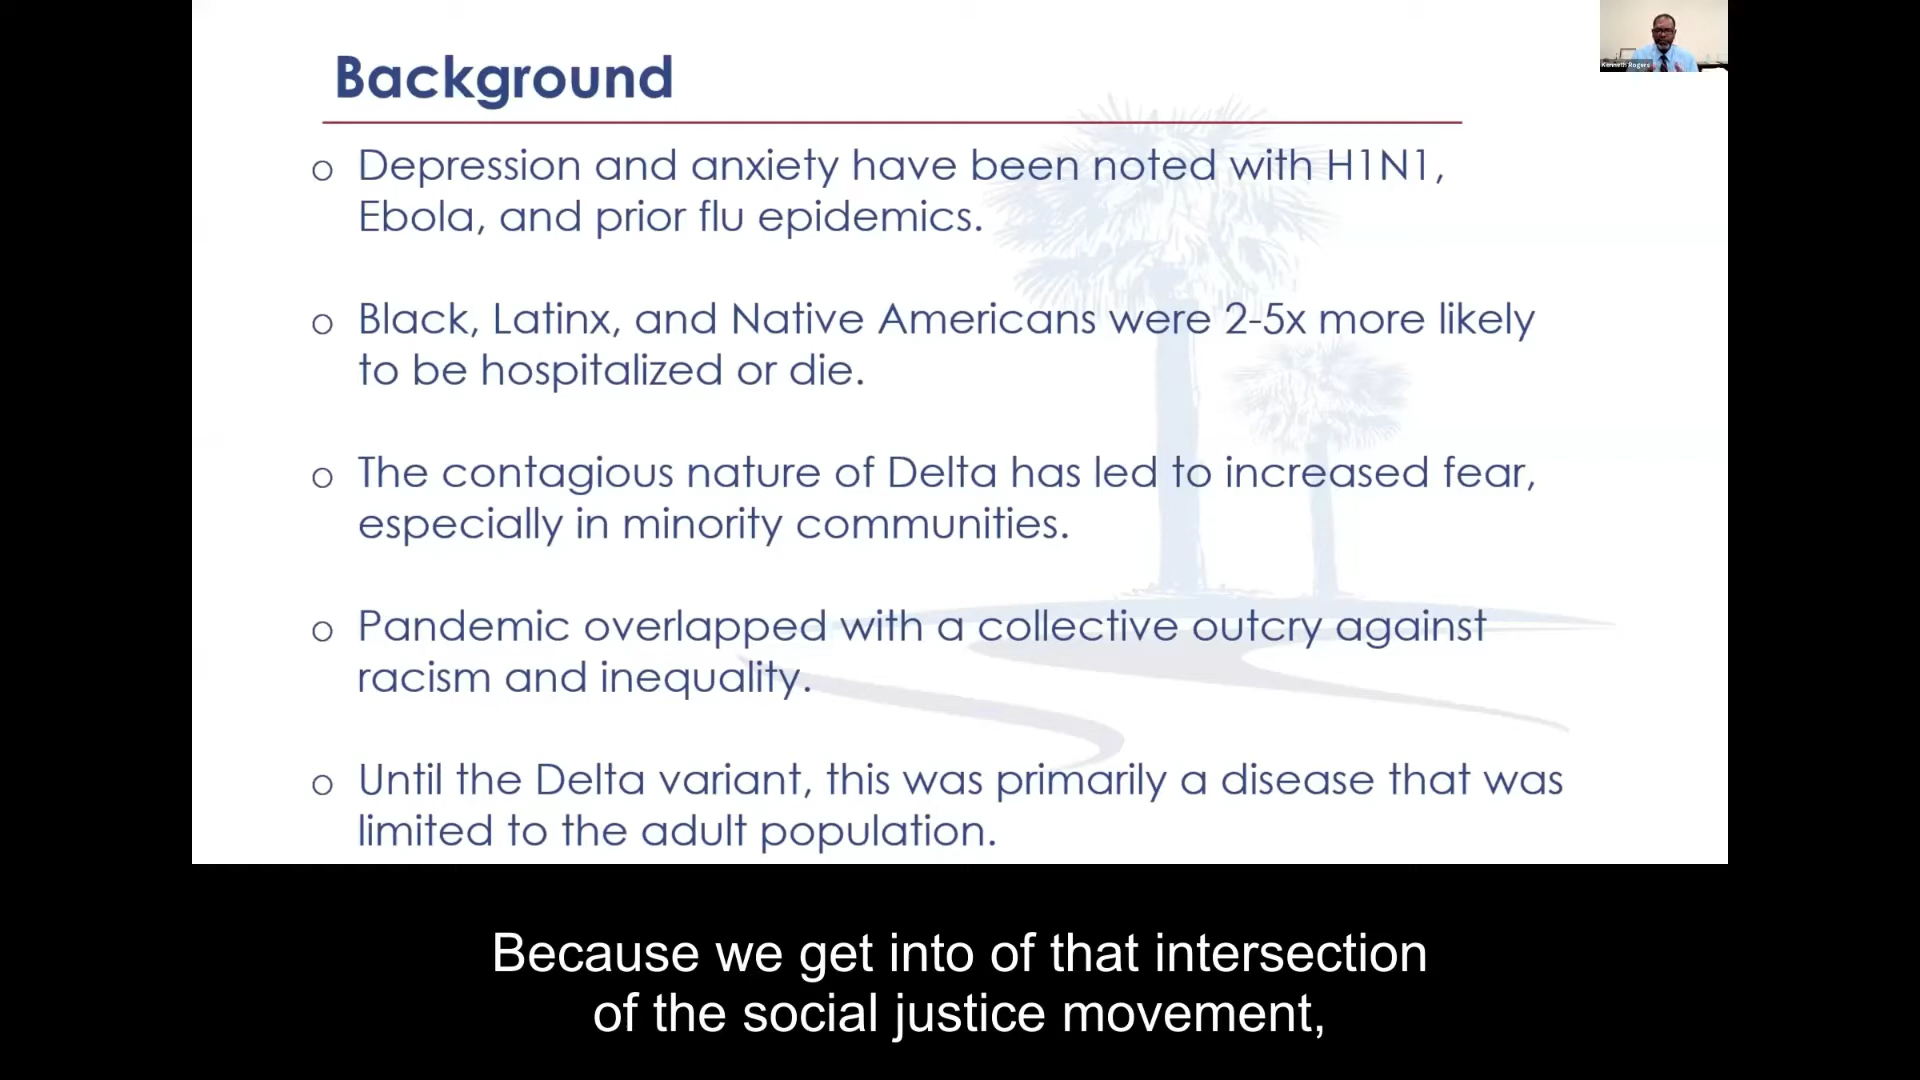 Background
Kenneth Rogers
o Depression and anxiety have been noted with H1N1,
Ebola, and prior flu epidemics.
o Black, Latinx, and Native Americans were 2-5x more likely
to be hospitalized or die.
o The contagious nature of Delta has led to increased fear,
especially in minority communities.
o Pandemic overlapped with a collective outcry against
racism and inequality.
o Until the Delta variant, this was primarily a disease that was
limited to the adult population.
Because we get into of that intersection
of the social justice movement,